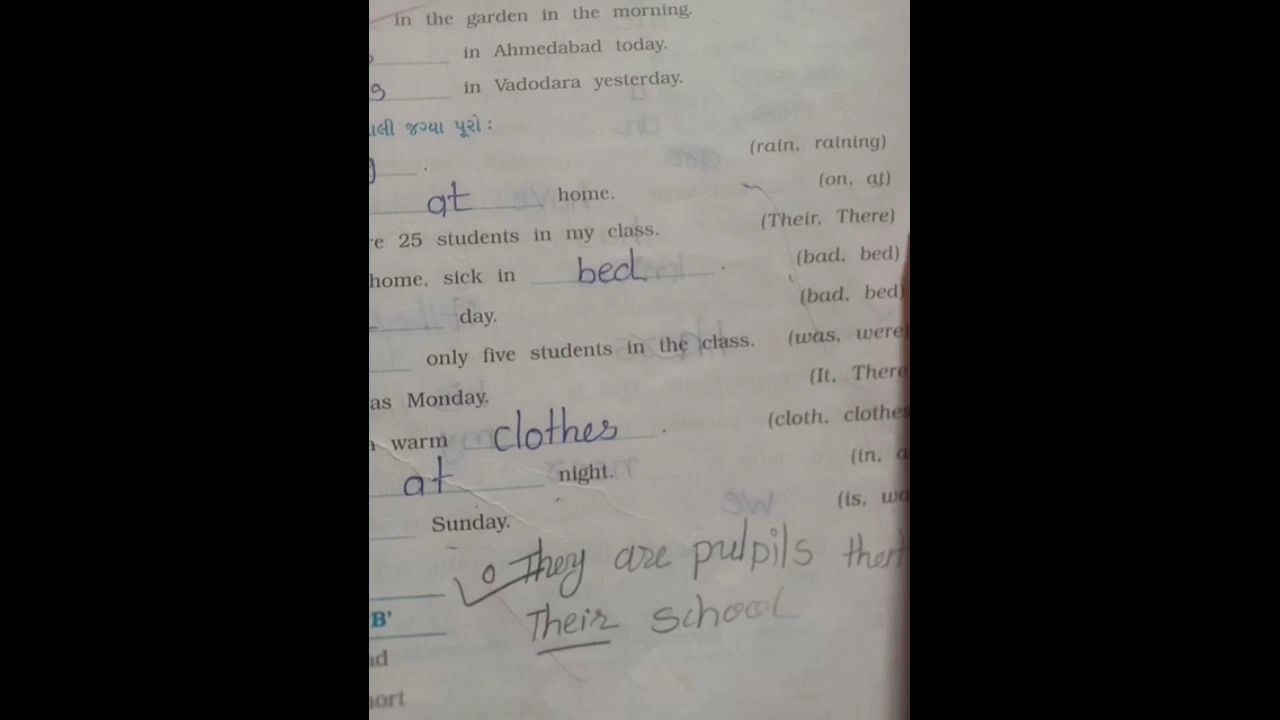 in the garden in the morning.
in Ahmedabad today.
in Vadodara yesterday.
જગ્યા પૂરો :
(rain, raining)
at home. (on, at)
25 students in my class. (Their, There)
home, sick in bed . (bad, bed)
day. (bad, bed)
only five students in the class. (was, were)
as Monday. (It, There
warm clothes . (cloth, clothes
at night. (in, a
Sunday. (is, wa
They are pulpils
Their school
'B'